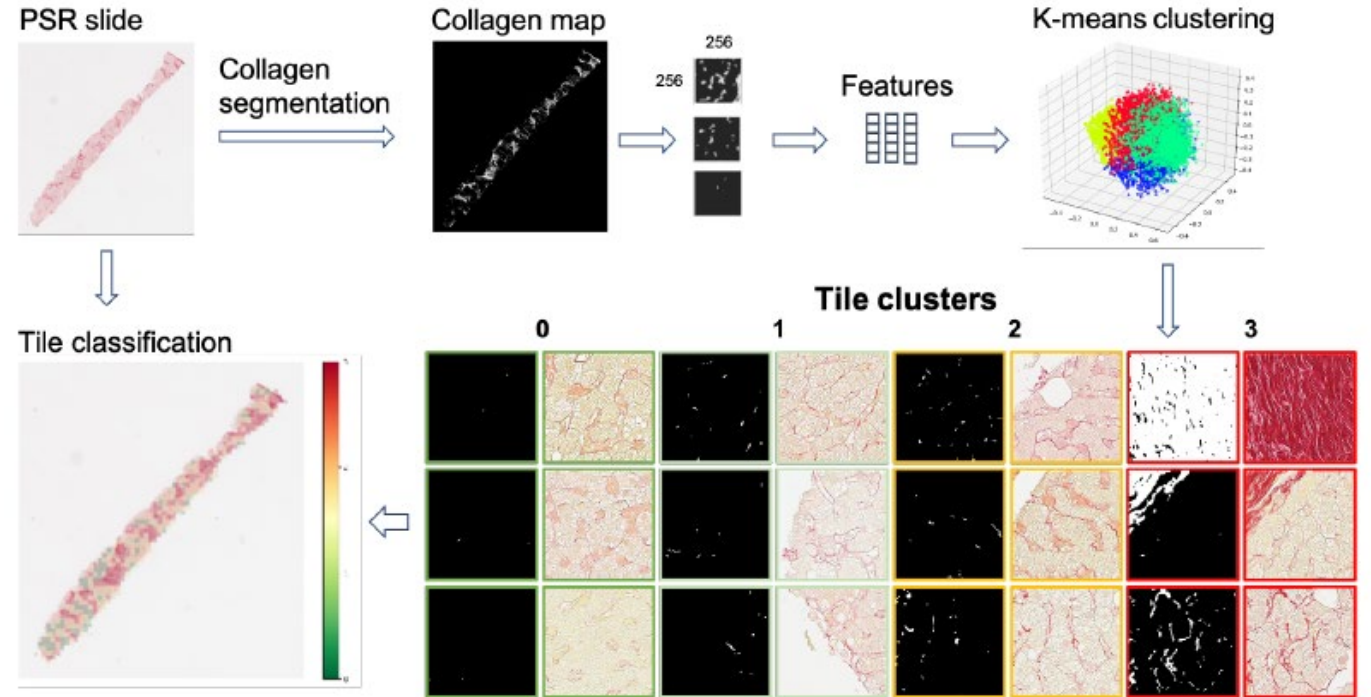 PSR slide
Collagen
segmentation
Collagen map
256
256
Features
K-means clustering
Tile classification
Tile clusters
0
1
2
3